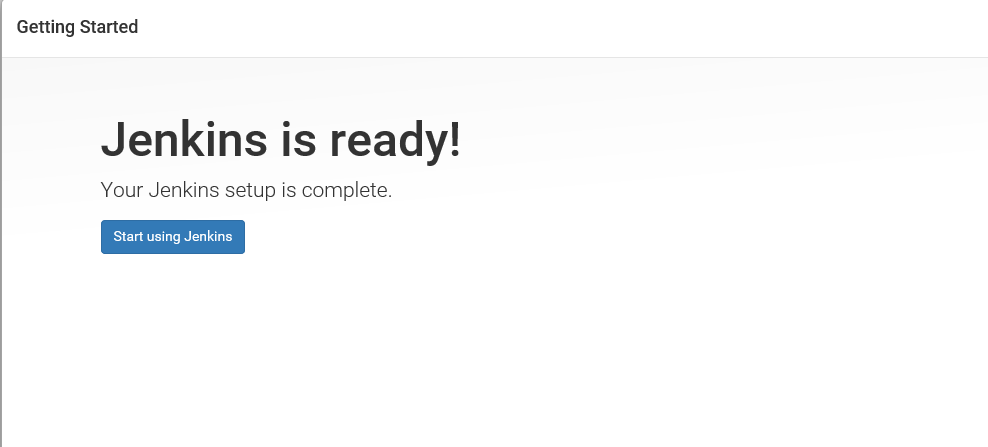 Getting Started
Jenkins is ready!
Your Jenkins setup is complete.
Start using Jenkins